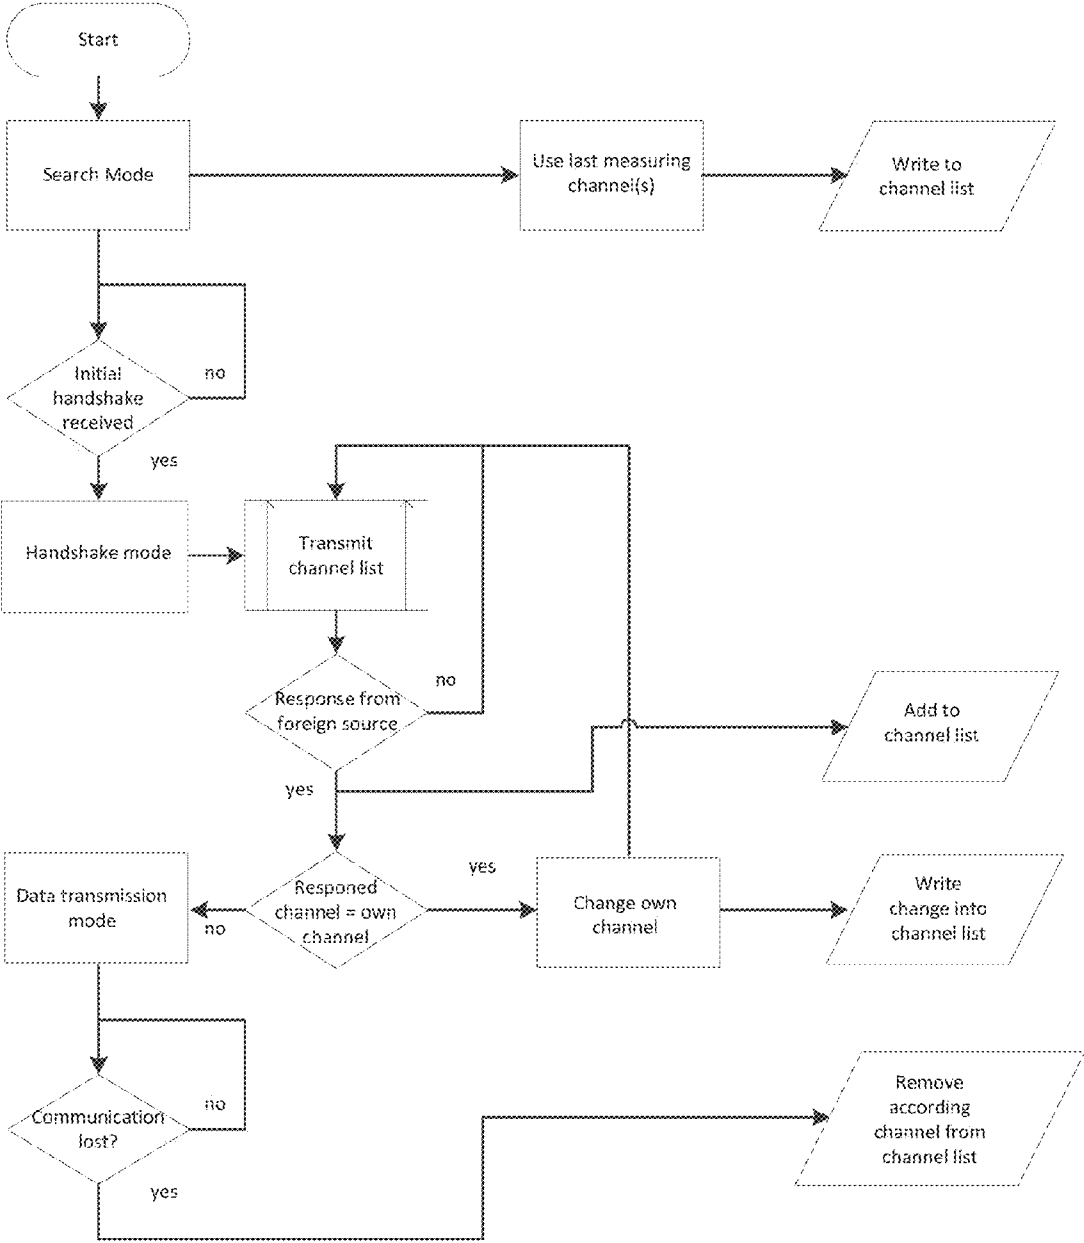 Start
Search Mode
Use last measuring
channel(s)
Write to
channel list
Initial
handshake
received
no
yes
Handshake mode
Transmit
channel list
Response from
foreign source
no
yes
Add to
channel list
Data transmission
mode
no
Responed
channel = own
channel
yes
Change own
channel
Write
change into
channel list
Communication
lost?
no
yes
Remove
according
channel from
channel list